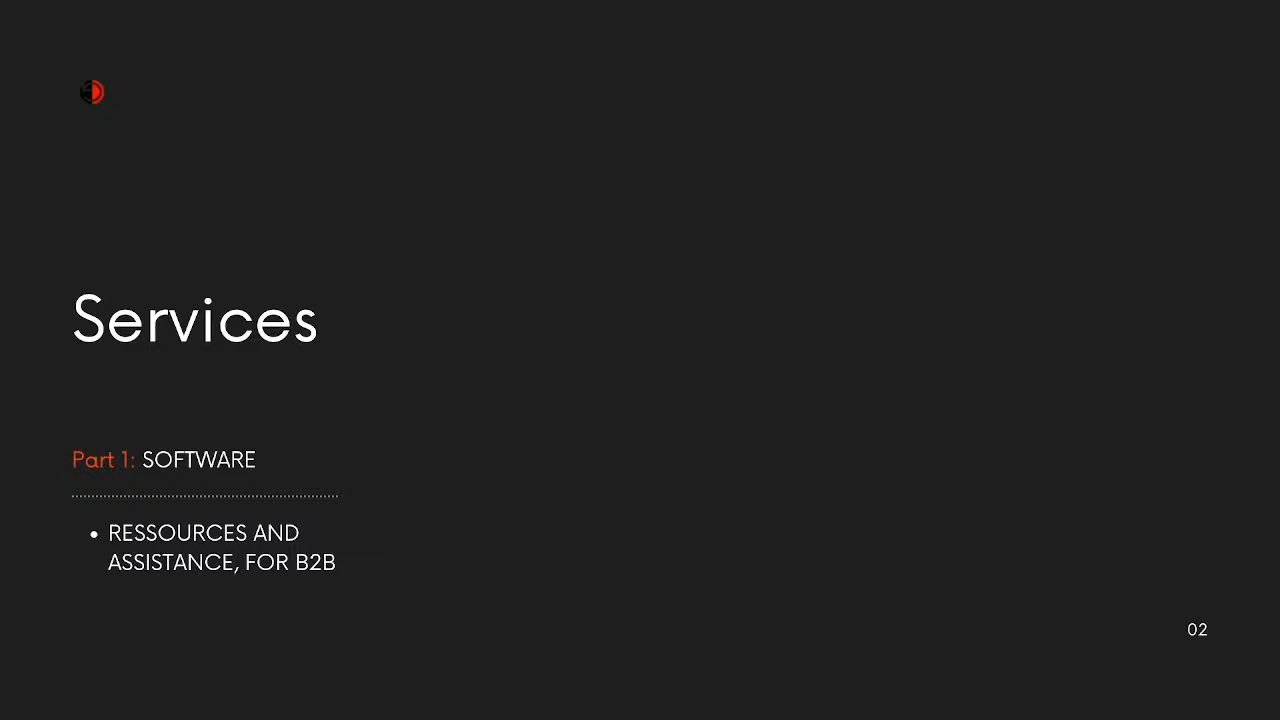 Services
Part 1: SOFTWARE
• RESSOURCES AND
ASSISTANCE, FOR B2B
02